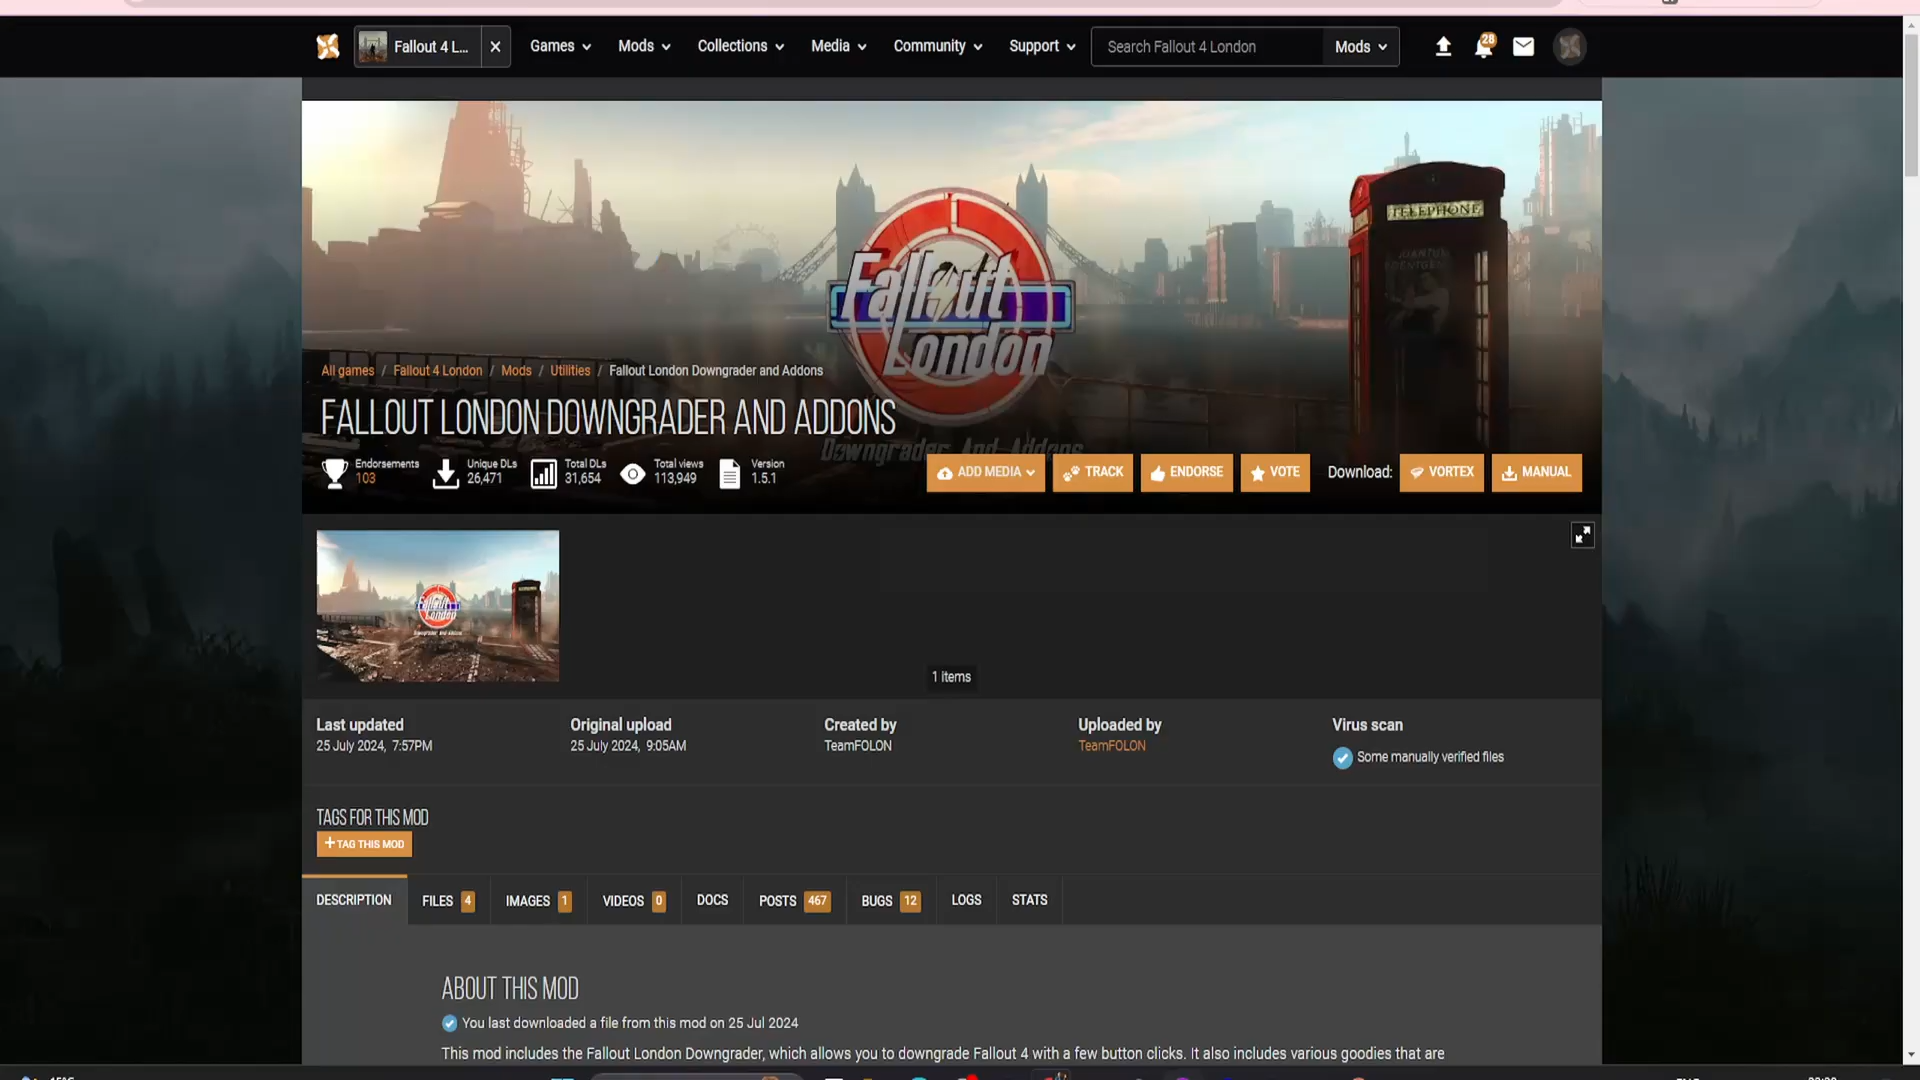 Fallout 4 L...
Games
Mods
Collections
Media
Community
Support
Search Fallout 4 London
Mods
28
TELEPHONE
Fallout
London
All games / Fallout 4 London / Mods / Utilities / Fallout London Downgrader and Addons
FALLOUT LONDON DOWNGRADER AND ADDONS
Downgrader And Addons
Endorsements
103
Unique DLs
26,471
Total DLs
31,654
Total views
113,949
Version
1.5.1
ADD MEDIA
TRACK
ENDORSE
VOTE
Download:
VORTEX
MANUAL
Fallout
London
1 items
Last updated
25 July 2024, 7:57PM
Original upload
25 July 2024, 9:05AM
Created by
TeamFOLON
Uploaded by
TeamFOLON
Virus scan
Some manually verified files
TAGS FOR THIS MOD
+ TAG THIS MOD
DESCRIPTION
FILES 4
IMAGES 1
VIDEOS 0
DOCS
POSTS 467
BUGS 12
LOGS
STATS
ABOUT THIS MOD
You last downloaded a file from this mod on 25 Jul 2024
This mod includes the Fallout London Downgrader, which allows you to downgrade Fallout 4 with a few button clicks. It also includes various goodies that are